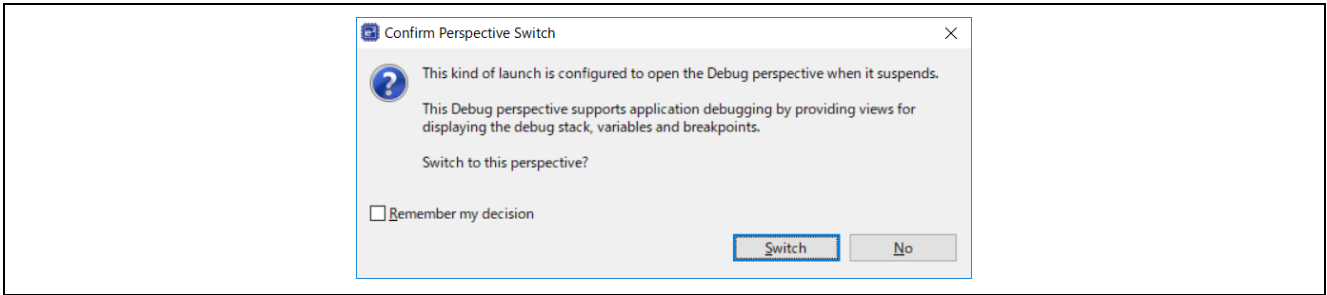 Confirm Perspective Switch
This kind of launch is configured to open the Debug perspective when it suspends.
This Debug perspective supports application debugging by providing views for
displaying the debug stack, variables and breakpoints.
Switch to this perspective?
Remember my decision
Switch No